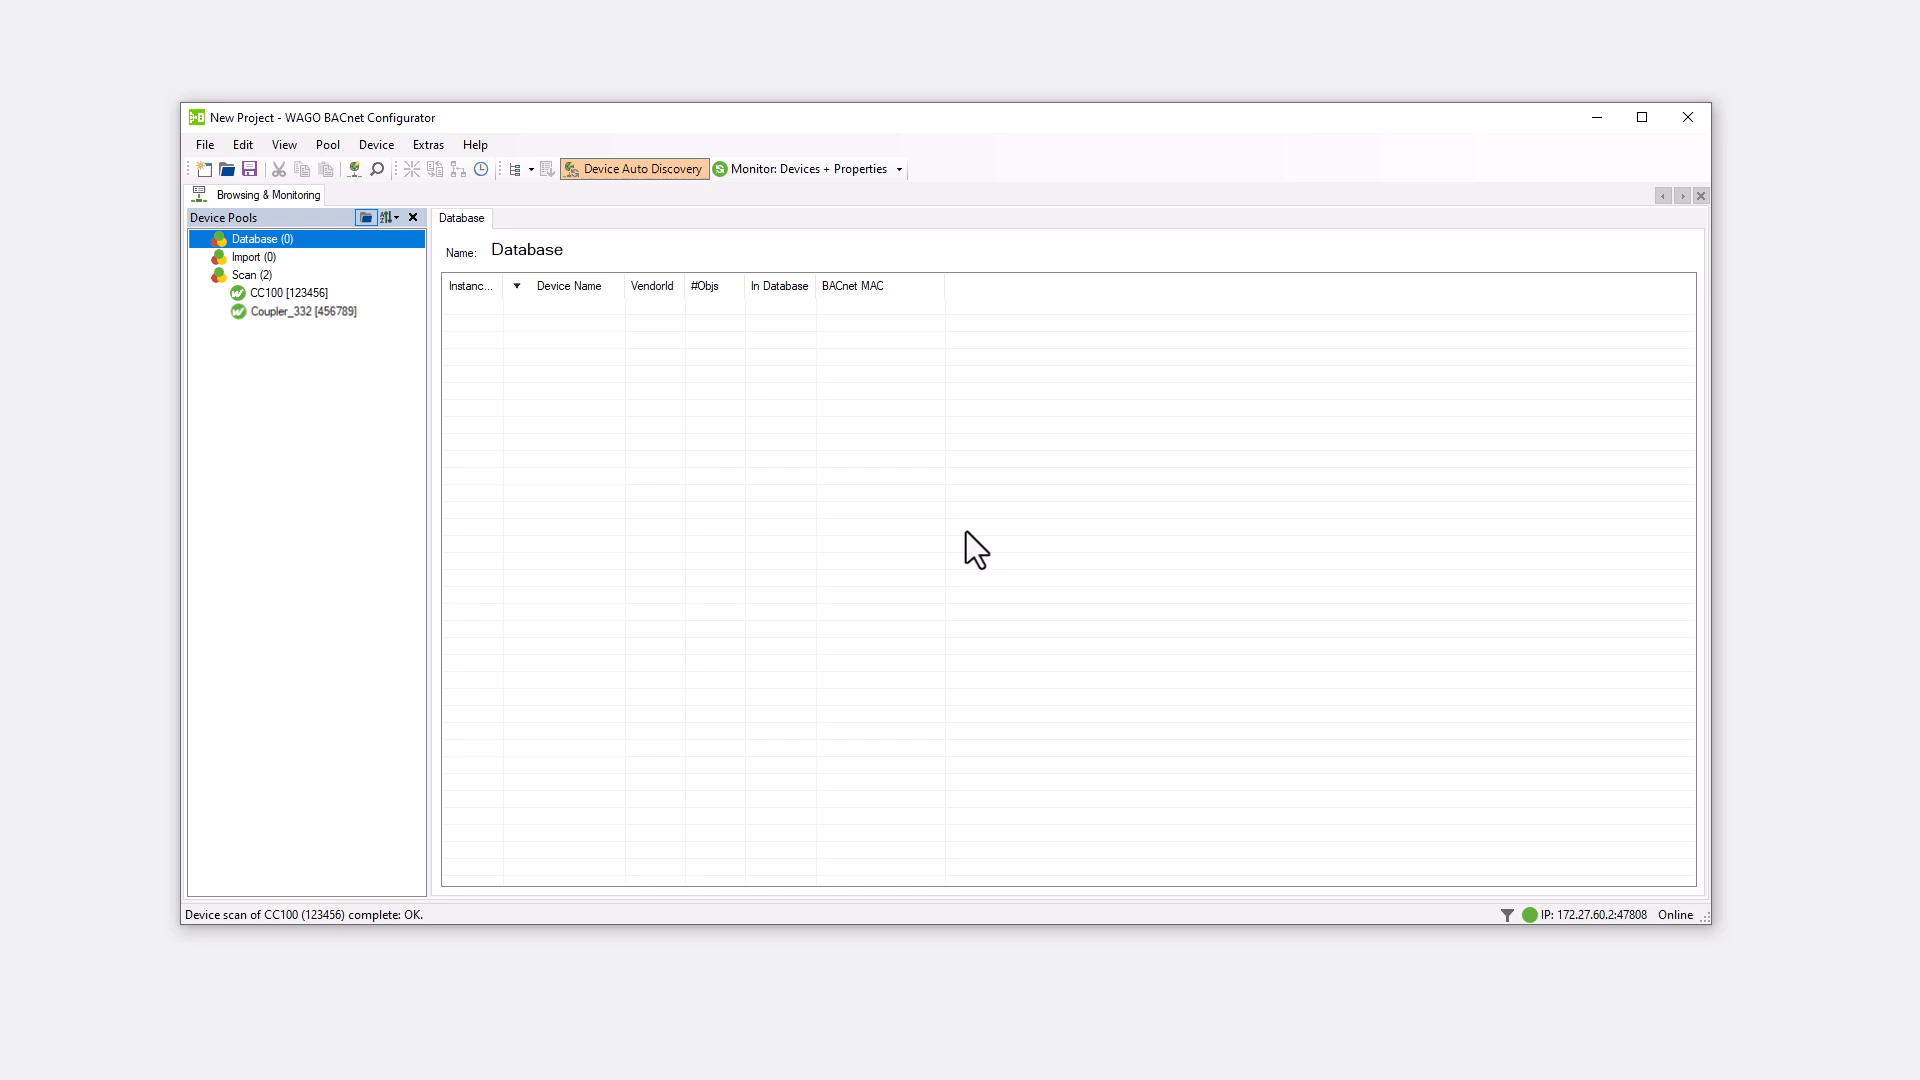 New Project - WAGO BACnet Configurator
File Edit View Pool Device Extras Help
Device Auto Discovery Monitor: Devices + Properties
Browsing & Monitoring
Device Pools
Database (0)
Import (0)
Scan (2)
CC100 [123456]
Coupler_332 [456789]
Database
Name: Database
Instanc... Device Name VendorId #Objs In Database BACnet MAC
Device scan of CC100 (123456) complete: OK.
IP: 172.27.60.2:47808 Online